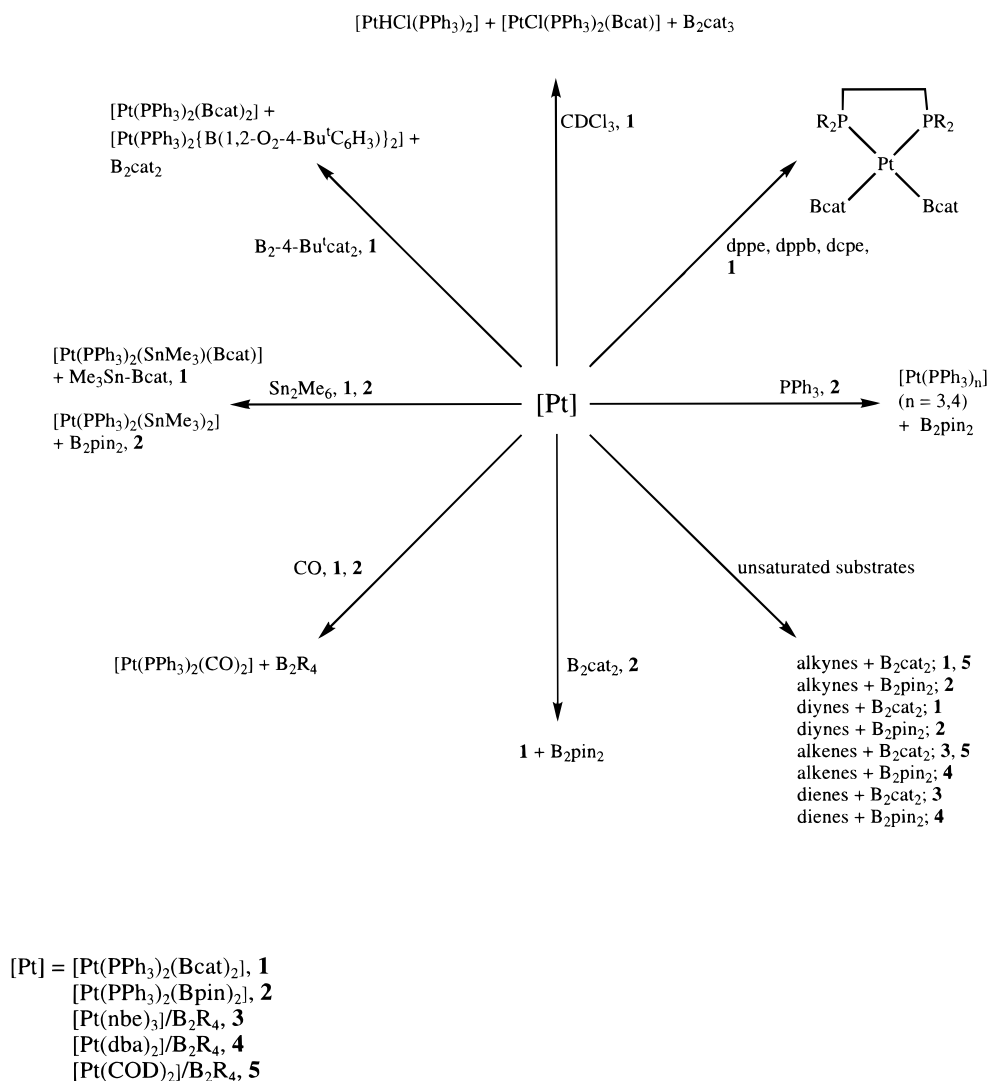 [PtHCl(PPh₃)₂] + [PtCl(PPh₃)₂(Bcat)] + B₂cat₃
CDCl₃, 1
[Pt(PPh₃)₂(Bcat)₂] +
[Pt(PPh₃)₂{B(1,2-O₂-4-BuᵗC₆H₃)}₂] +
B₂cat₂
B₂-4-Buᵗcat₂, 1
R₂P
PR₂
Pt
Bcat
Bcat
dppe, dppb, dcpe,
1
[Pt(PPh₃)₂(SnMe₃)(Bcat)]
+ Me₃Sn-Bcat, 1
[Pt(PPh₃)₂(SnMe₃)₂]
+ B₂pin₂, 2
Sn₂Me₆, 1, 2
[Pt]
PPh₃, 2
[Pt(PPh₃)ₙ]
(n = 3,4)
+ B₂pin₂
CO, 1, 2
[Pt(PPh₃)₂(CO)₂] + B₂R₄
B₂cat₂, 2
1 + B₂pin₂
unsaturated substrates
alkynes + B₂cat₂; 1, 5
alkynes + B₂pin₂; 2
diynes + B₂cat₂; 1
diynes + B₂pin₂; 2
alkenes + B₂cat₂; 3, 5
alkenes + B₂pin₂; 4
dienes + B₂cat₂; 3
dienes + B₂pin₂; 4
[Pt] = [Pt(PPh₃)₂(Bcat)₂], 1
[Pt(PPh₃)₂(Bpin)₂], 2
[Pt(nbe)₃]/B₂R₄, 3
[Pt(dba)₂]/B₂R₄, 4
[Pt(COD)₂]/B₂R₄, 5